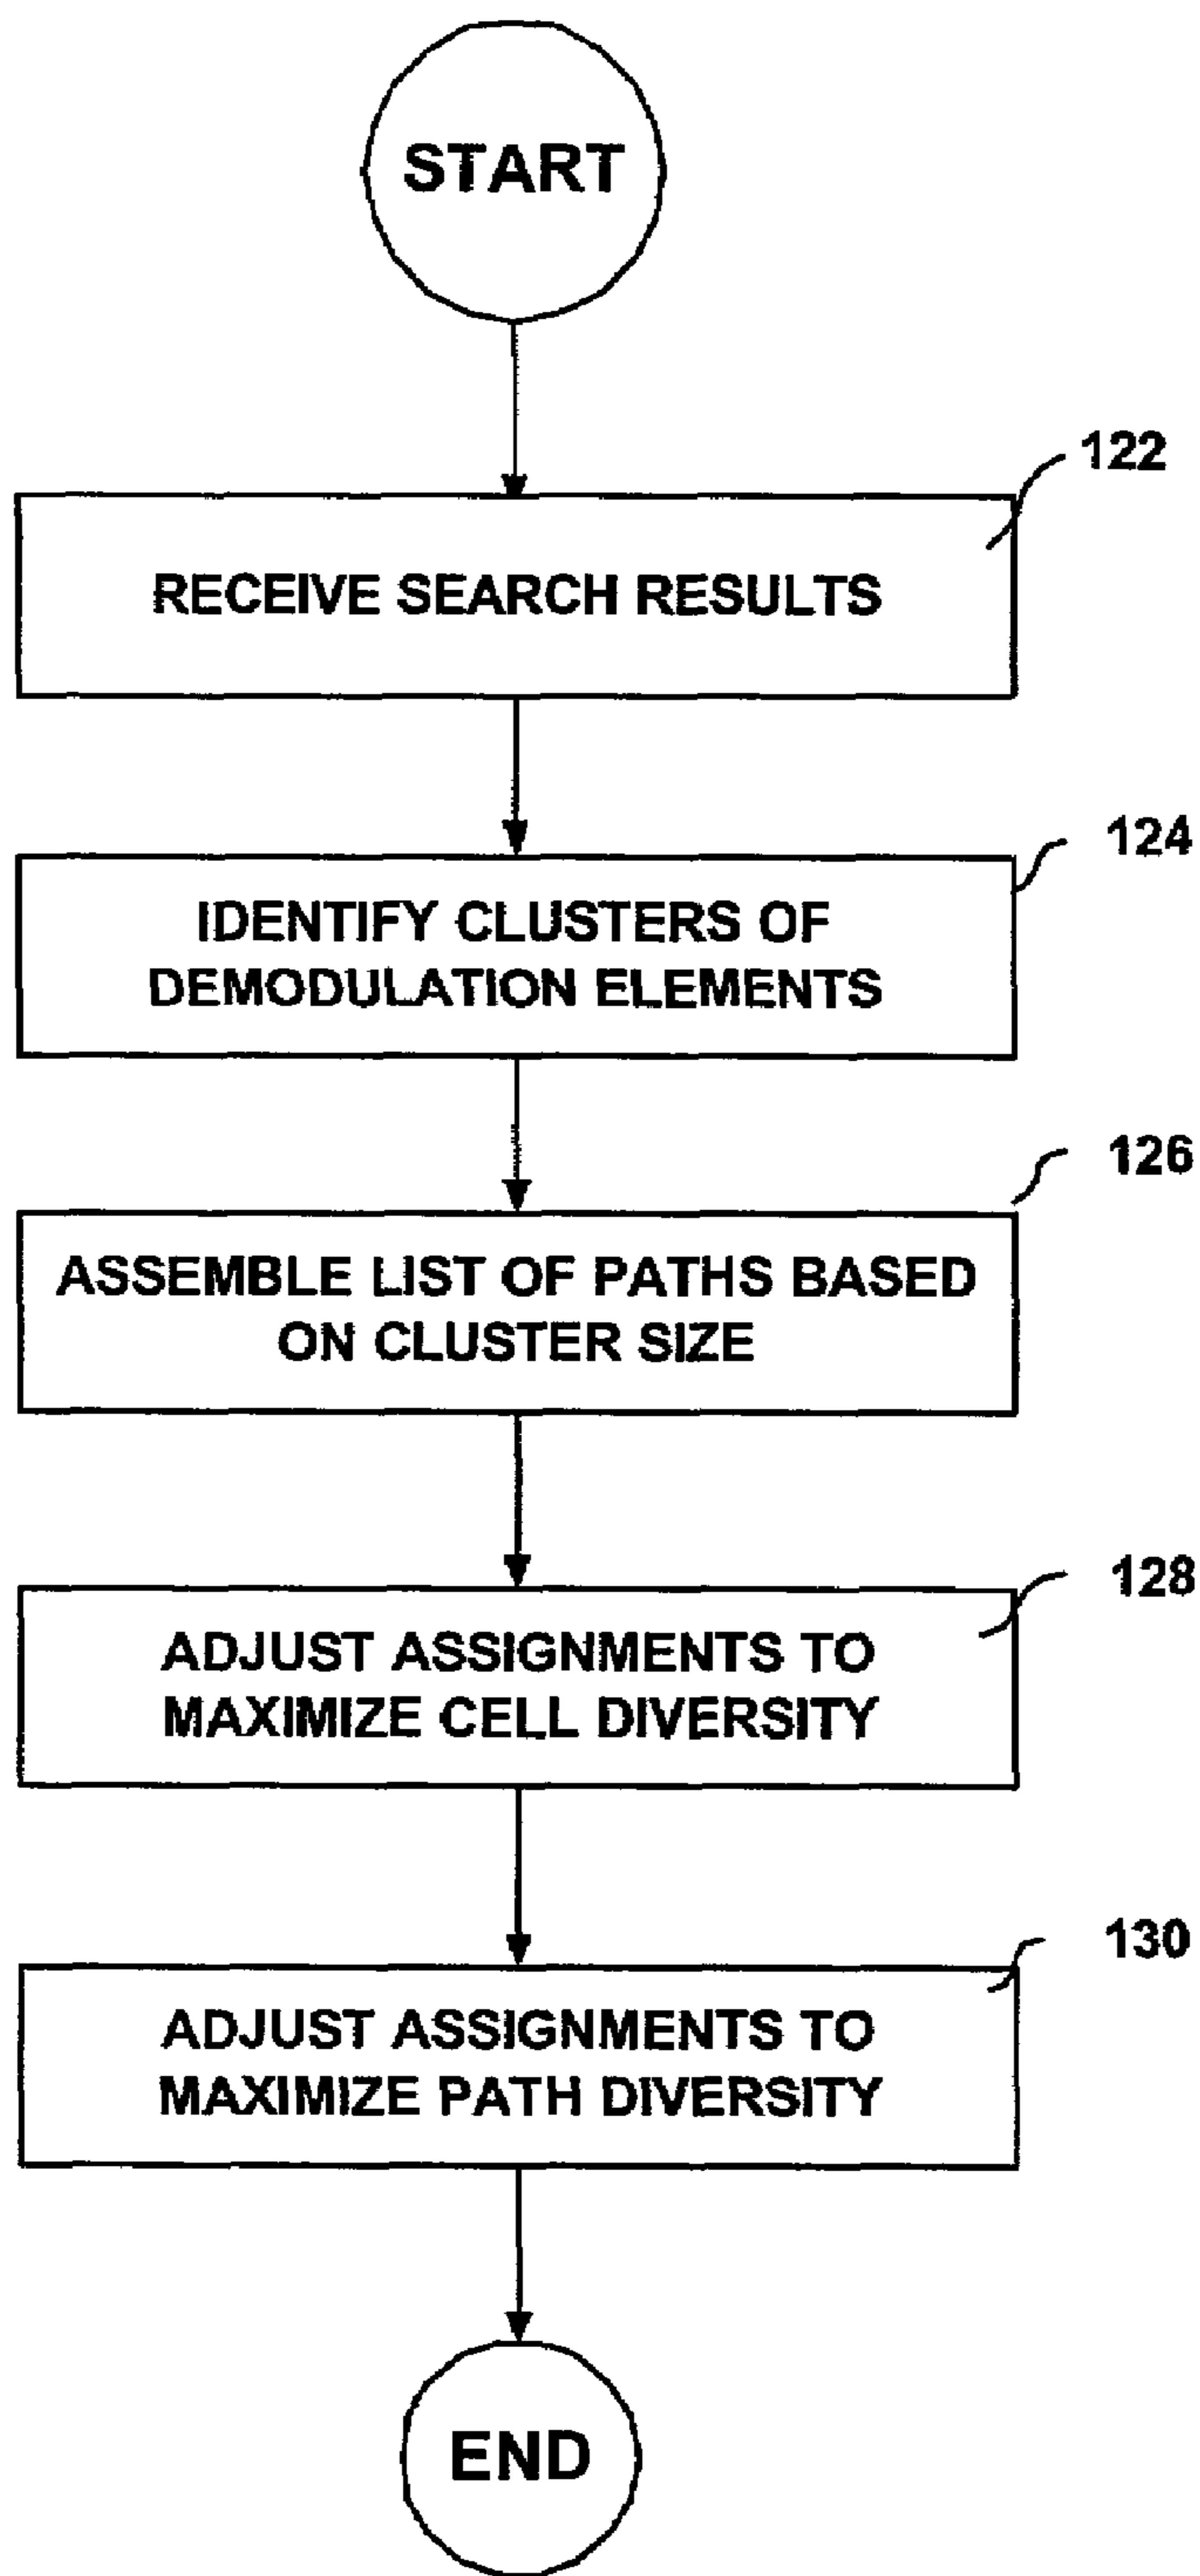 START
122
RECEIVE SEARCH RESULTS
124
IDENTIFY CLUSTERS OF
DEMODULATION ELEMENTS
126
ASSEMBLE LIST OF PATHS BASED
ON CLUSTER SIZE
128
ADJUST ASSIGNMENTS TO
MAXIMIZE CELL DIVERSITY
130
ADJUST ASSIGNMENTS TO
MAXIMIZE PATH DIVERSITY
END